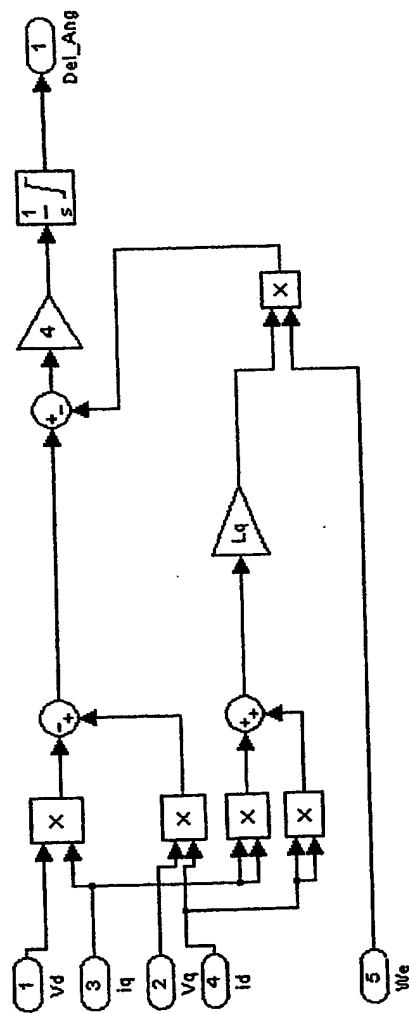 1
Del_Ang
1
s
4
+
-
×
Lq
-
+
+
+
×
×
×
×
1
Vd
3
iq
2
Vq
4
id
5
We